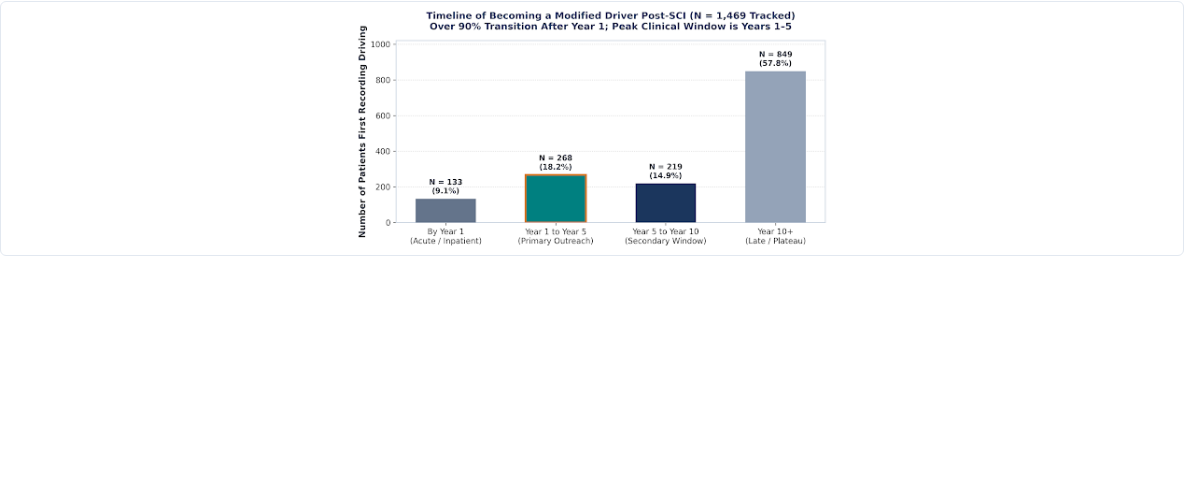 Timeline of Becoming a Modified Driver Post-SCI (N = 1,469 Tracked)
Over 90% Transition After Year 1; Peak Clinical Window is Years 1–5
Number of Patients First Recording Driving
1000
800
600
400
200
0
N = 133
(9.1%)
N = 268
(18.2%)
N = 219
(14.9%)
N = 849
(57.8%)
By Year 1
(Acute / Inpatient)
Year 1 to Year 5
(Primary Outreach)
Year 5 to Year 10
(Secondary Window)
Year 10+
(Late / Plateau)